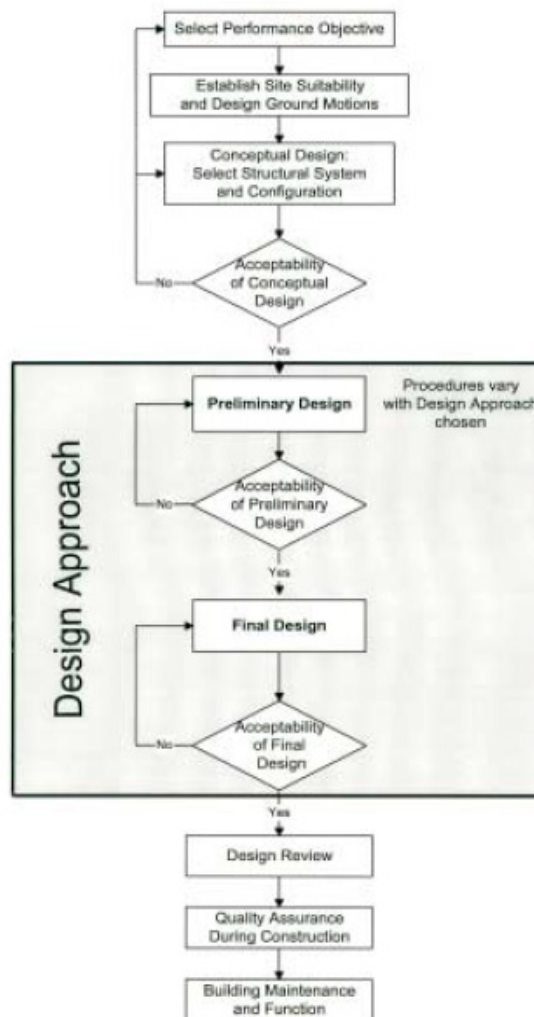 Select Performance Objective
Establish Site Suitability
and Design Ground Motions
Conceptual Design:
Select Structural System
and Configuration
Acceptability
of Conceptual
Design
No
Yes
Preliminary Design
Procedures vary
with Design Approach
chosen
Design Approach
Acceptability
of Preliminary
Design
No
Yes
Final Design
Acceptability
of Final
Design
No
Yes
Design Review
Quality Assurance
During Construction
Building Maintenance
and Function